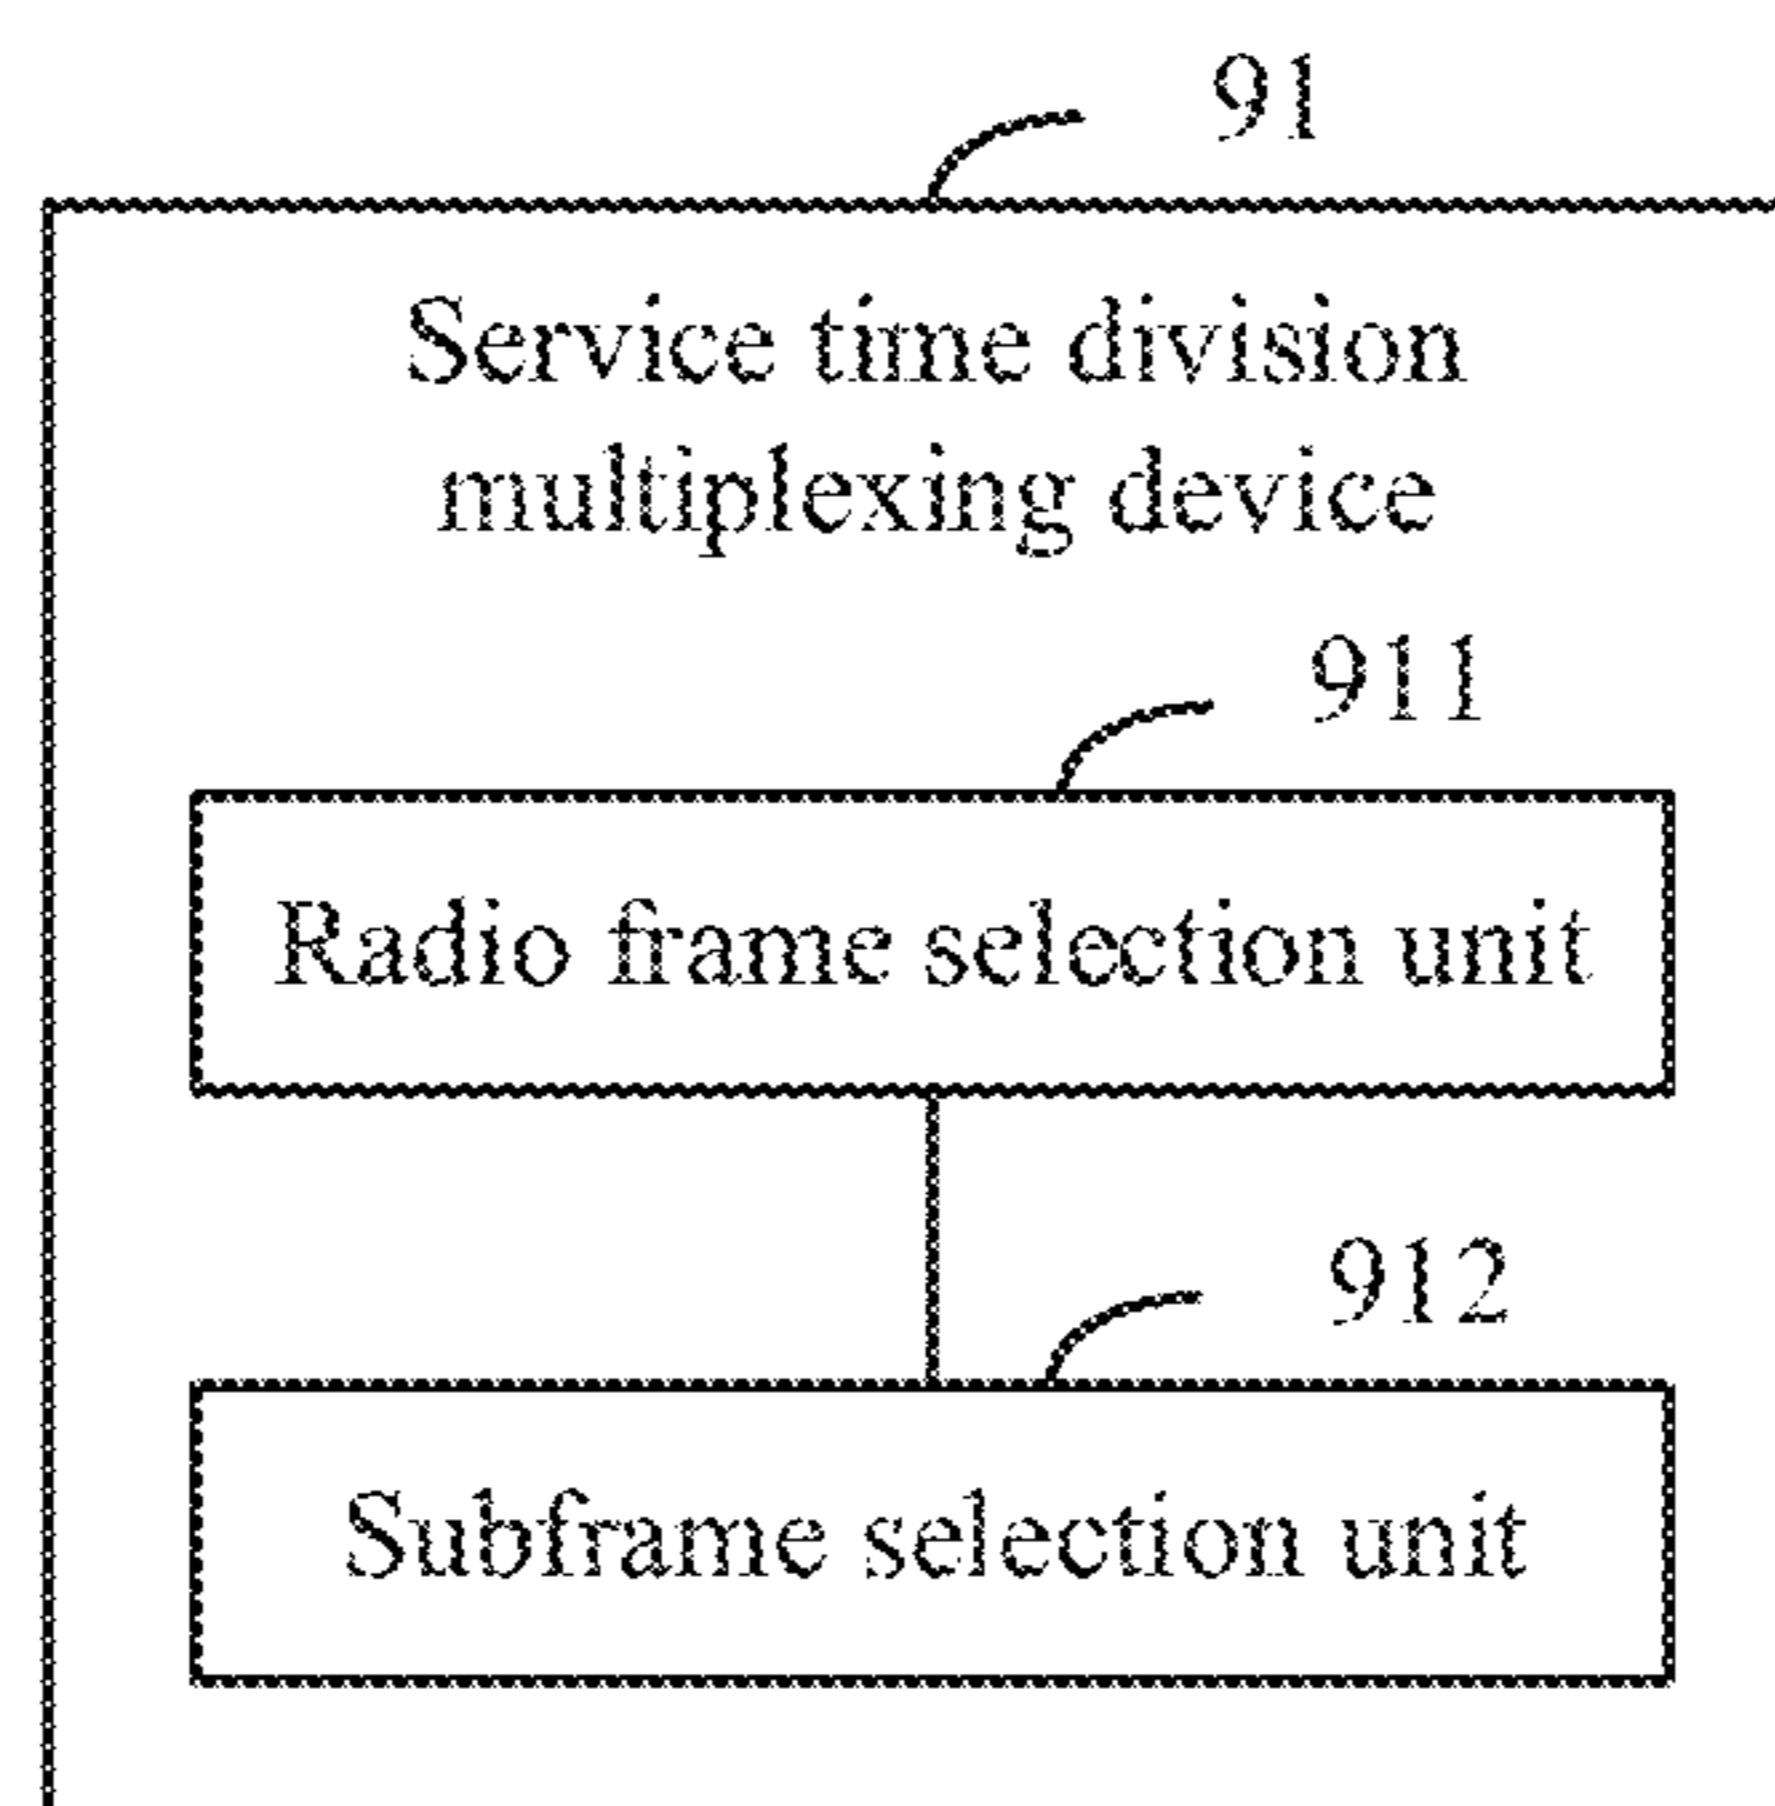 91
Service time division
multiplexing device
911
Radio frame selection unit
912
Subframe selection unit